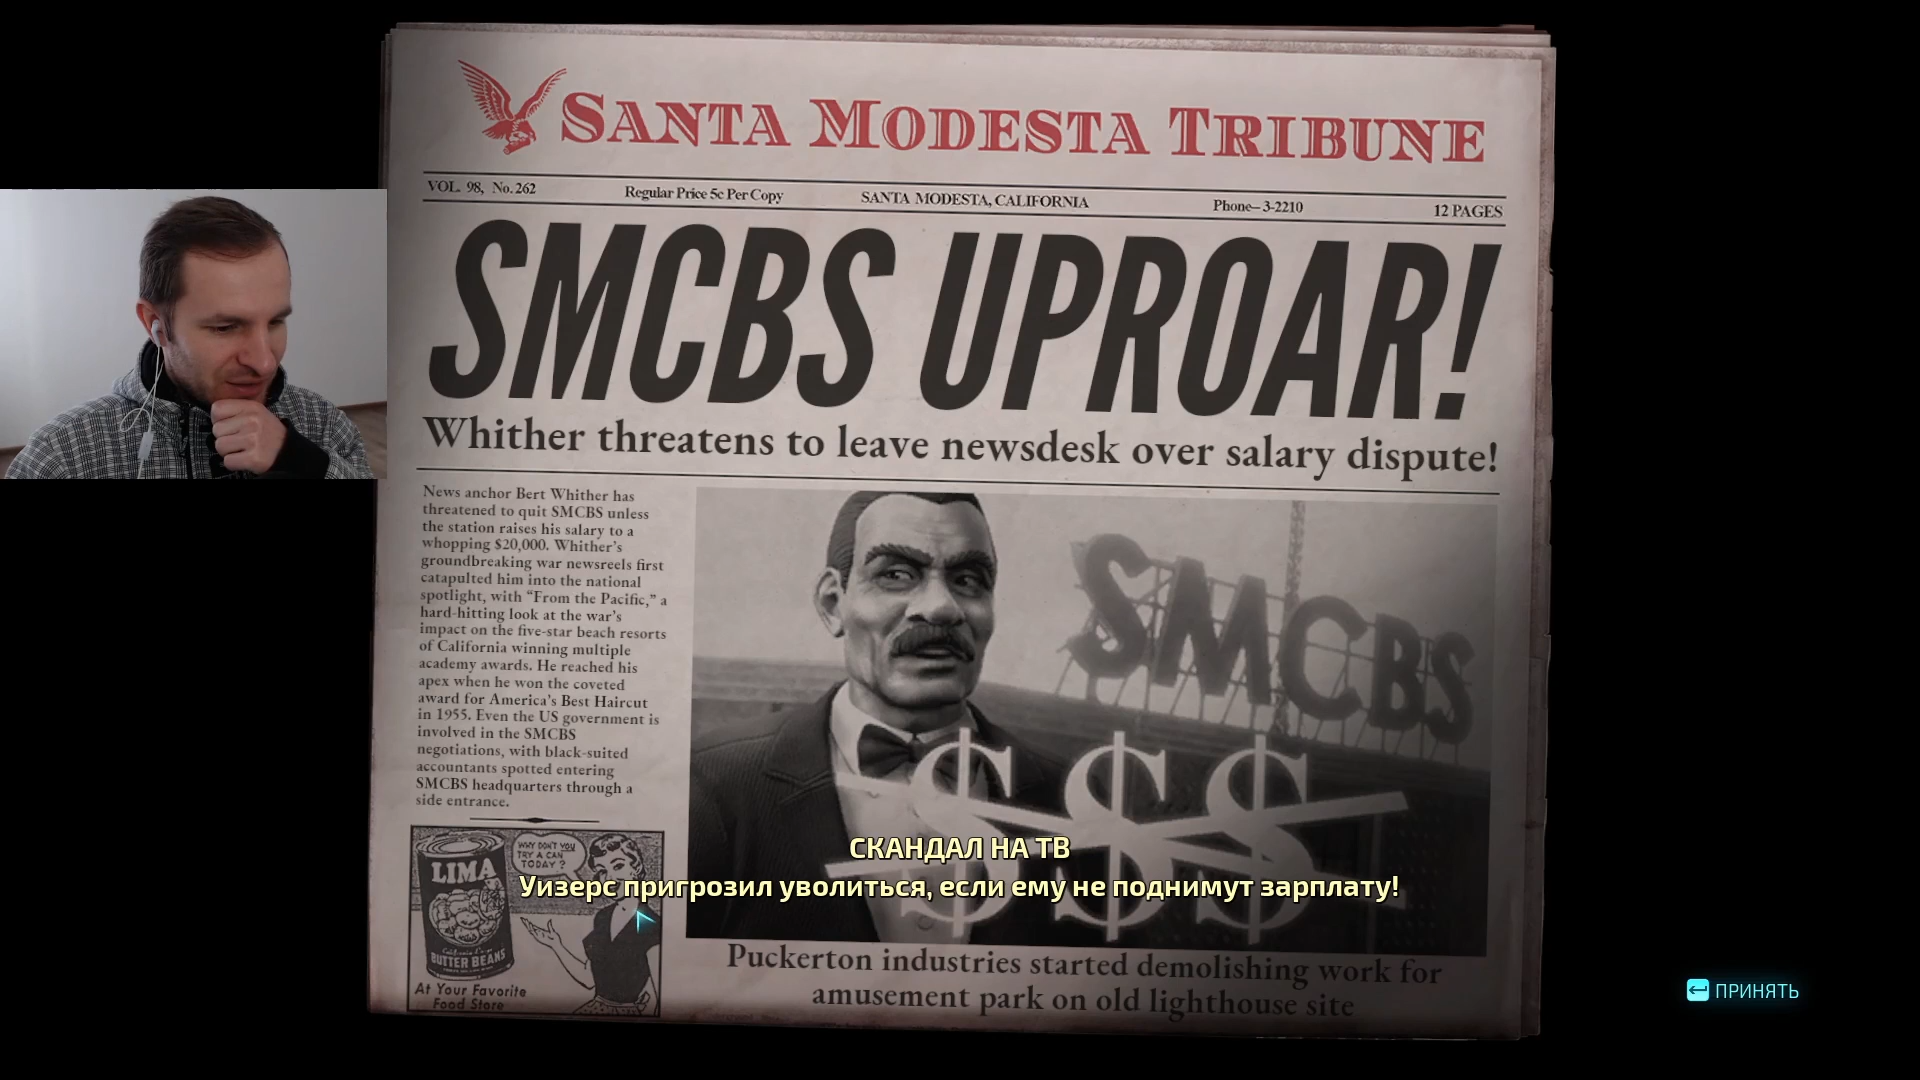 SANTA MODESTA TRIBUNE
VOL. 98, No. 262 Regular Price 5c Per Copy SANTA MODESTA, CALIFORNIA Phone–3-2210 12 PAGES
SMCBS UPROAR!
Whither threatens to leave newsdesk over salary dispute!
News anchor Bert Whither has
threatened to quit SMCBS unless
the station raises his salary to a
whopping $20,000. Whither's
groundbreaking war newsreels first
catapulted him into the national
spotlight, with “From the Pacific,” a
hard-hitting look at the war's
impact on the five-star beach resorts
of California winning multiple
academy awards. He reached his
apex when he won the coveted
award for America's Best Haircut
in 1955. Even the US government is
involved in the SMCBS
negotiations, with black-suited
accountants spotted entering
SMCBS headquarters through a
side entrance.
SMCBS
$$$
WHY DON'T YOU
TRY A CAN
TODAY?
LIMA
BUTTER BEANS
At Your Favorite
Food Store
СКАНДАЛ НА ТВ
Уизерс пригрозил уволиться, если ему не поднимут зарплату!
Puckerton industries started demolishing work for
amusement park on old lighthouse site
ПРИНЯТЬ